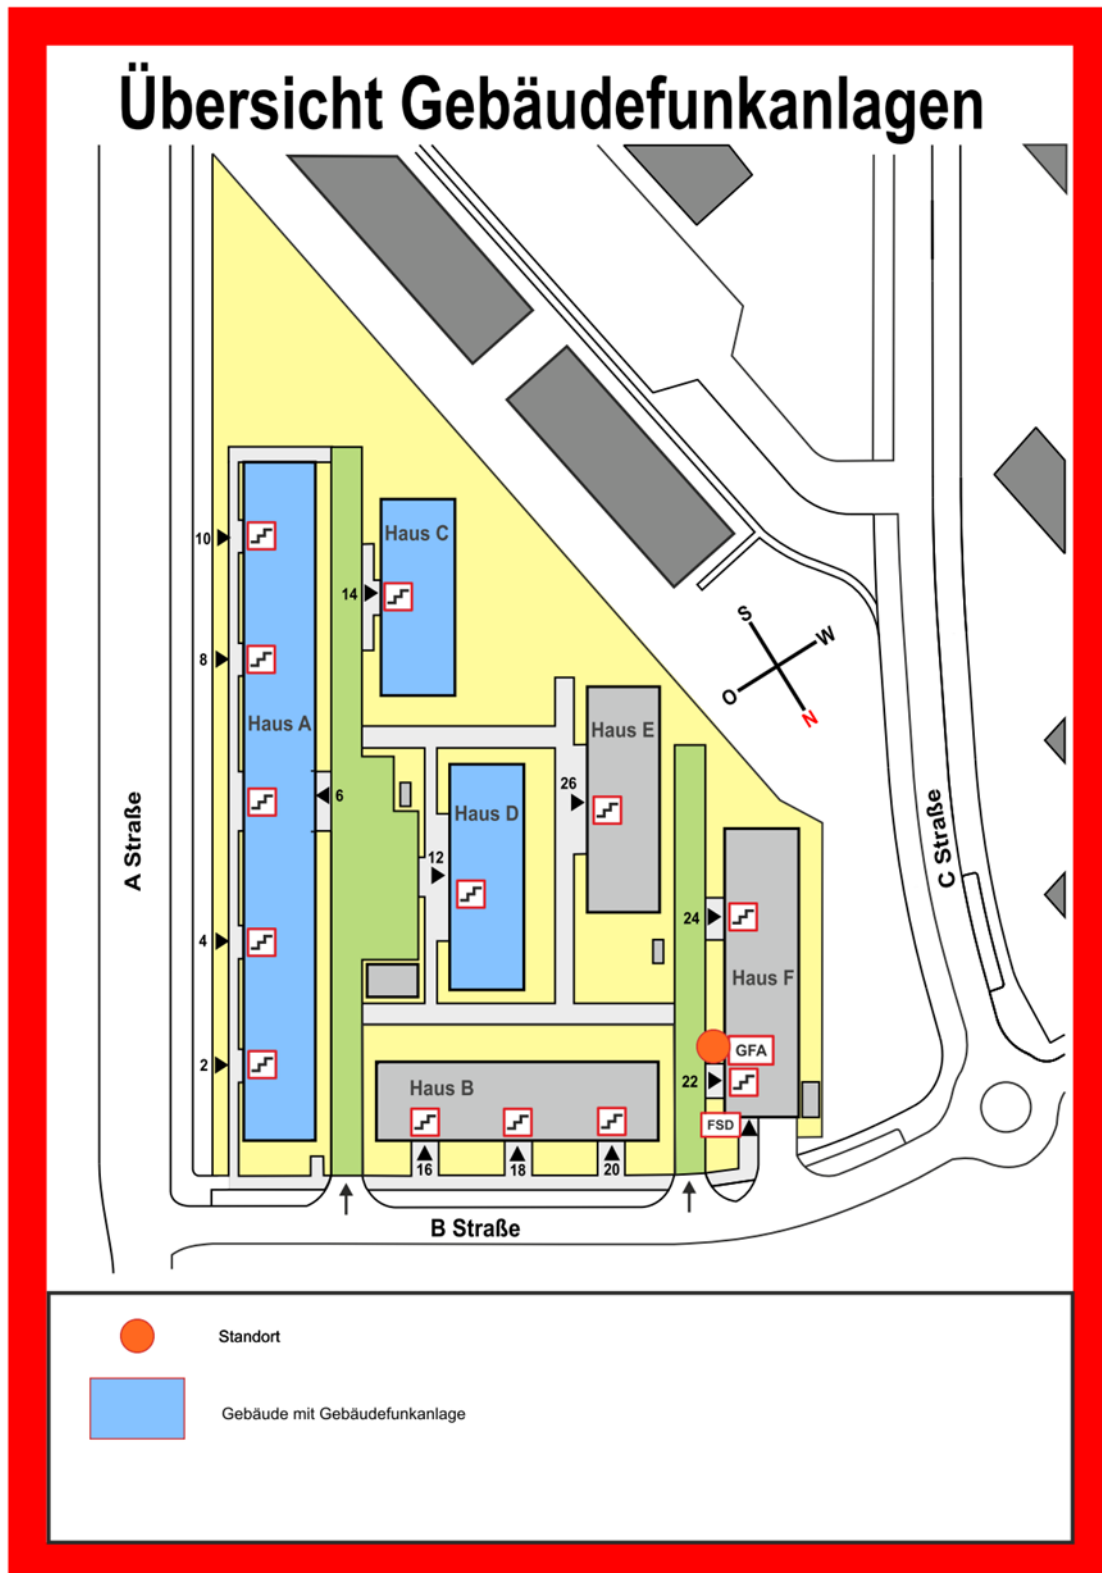 Übersicht Gebäudefunkanlagen
10
Haus C
14
S
W
8
O
N
Haus A
Haus E
26
6
A Straße
C Straße
Haus D
12
24
4
Haus F
GFA
2
22
Haus B
FSD
16
18
20
B Straße
Standort
Gebäude mit Gebäudefunkanlage